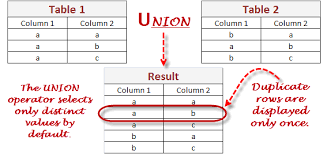 Table 1
Column 1 Column 2
a a
a b
a c
UNION
Table 2
Column 1 Column 2
b a
a b
b c
Result
Column 1 Column 2
a a
a b
a c
b a
b c
The UNION
operator selects
only distinct
values by
default.
Duplicate
rows are
displayed
only once.